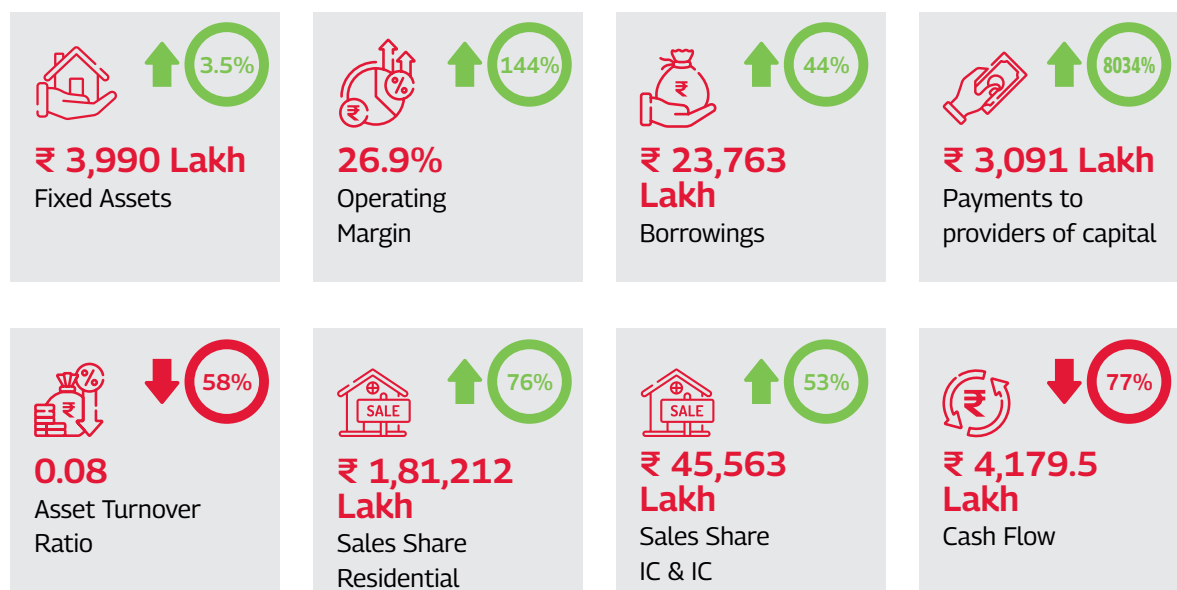 3.5%
₹ 3,990 Lakh
Fixed Assets
%
₹
144%
26.9%
Operating
Margin
₹
44%
₹ 23,763
Lakh
Borrowings
8034%
₹ 3,091 Lakh
Payments to
providers of capital
%
₹
58%
0.08
Asset Turnover
Ratio
SALE
76%
₹ 1,81,212
Lakh
Sales Share
Residential
SALE
53%
₹ 45,563
Lakh
Sales Share
IC & IC
₹
77%
₹ 4,179.5
Lakh
Cash Flow